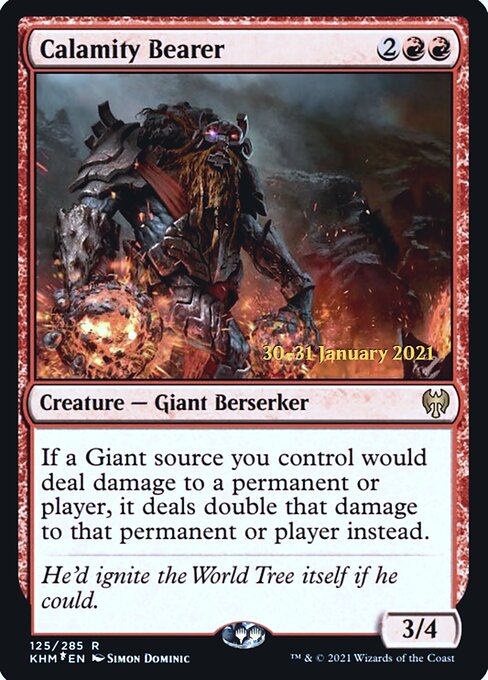 Calamity Bearer 2
30-31 January 2021
Creature — Giant Berserker
If a Giant source you control would
deal damage to a permanent or
player, it deals double that damage
to that permanent or player instead.
He'd ignite the World Tree itself if he
could.
3/4
125/285 R
KHM★EN Simon Dominic
™ & © 2021 Wizards of the Coast